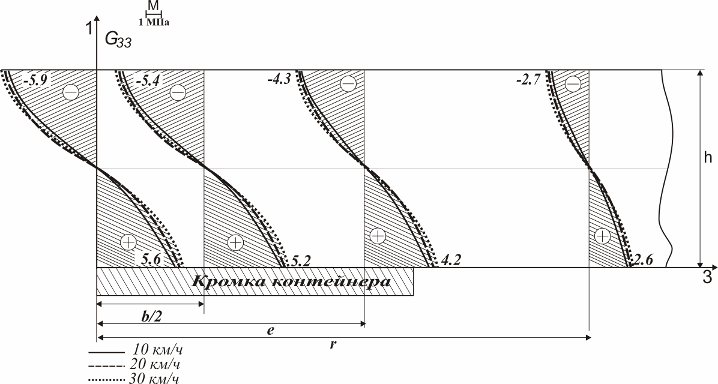 М
1 МПа
1
G33
-5.9
-5.4
-4.3
-2.7
h
5.6
5.2
4.2
2.6
3
Кромка контейнера
b/2
e
r
10 км/ч
20 км/ч
30 км/ч